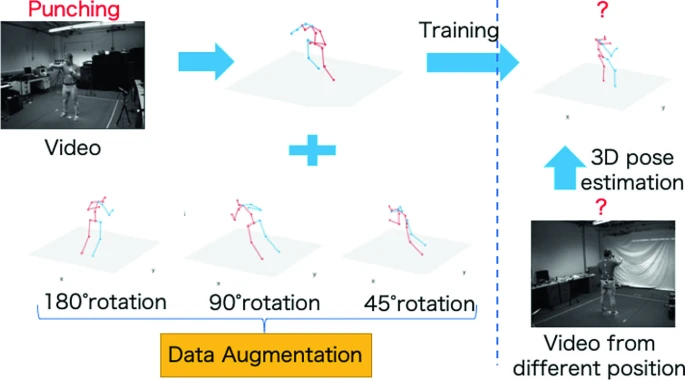 Punching
Video
Training
?
3D pose
estimation
?
x
y
x
y
x
y
x
y
180°rotation
90°rotation
45°rotation
Data Augmentation
Video from
different position